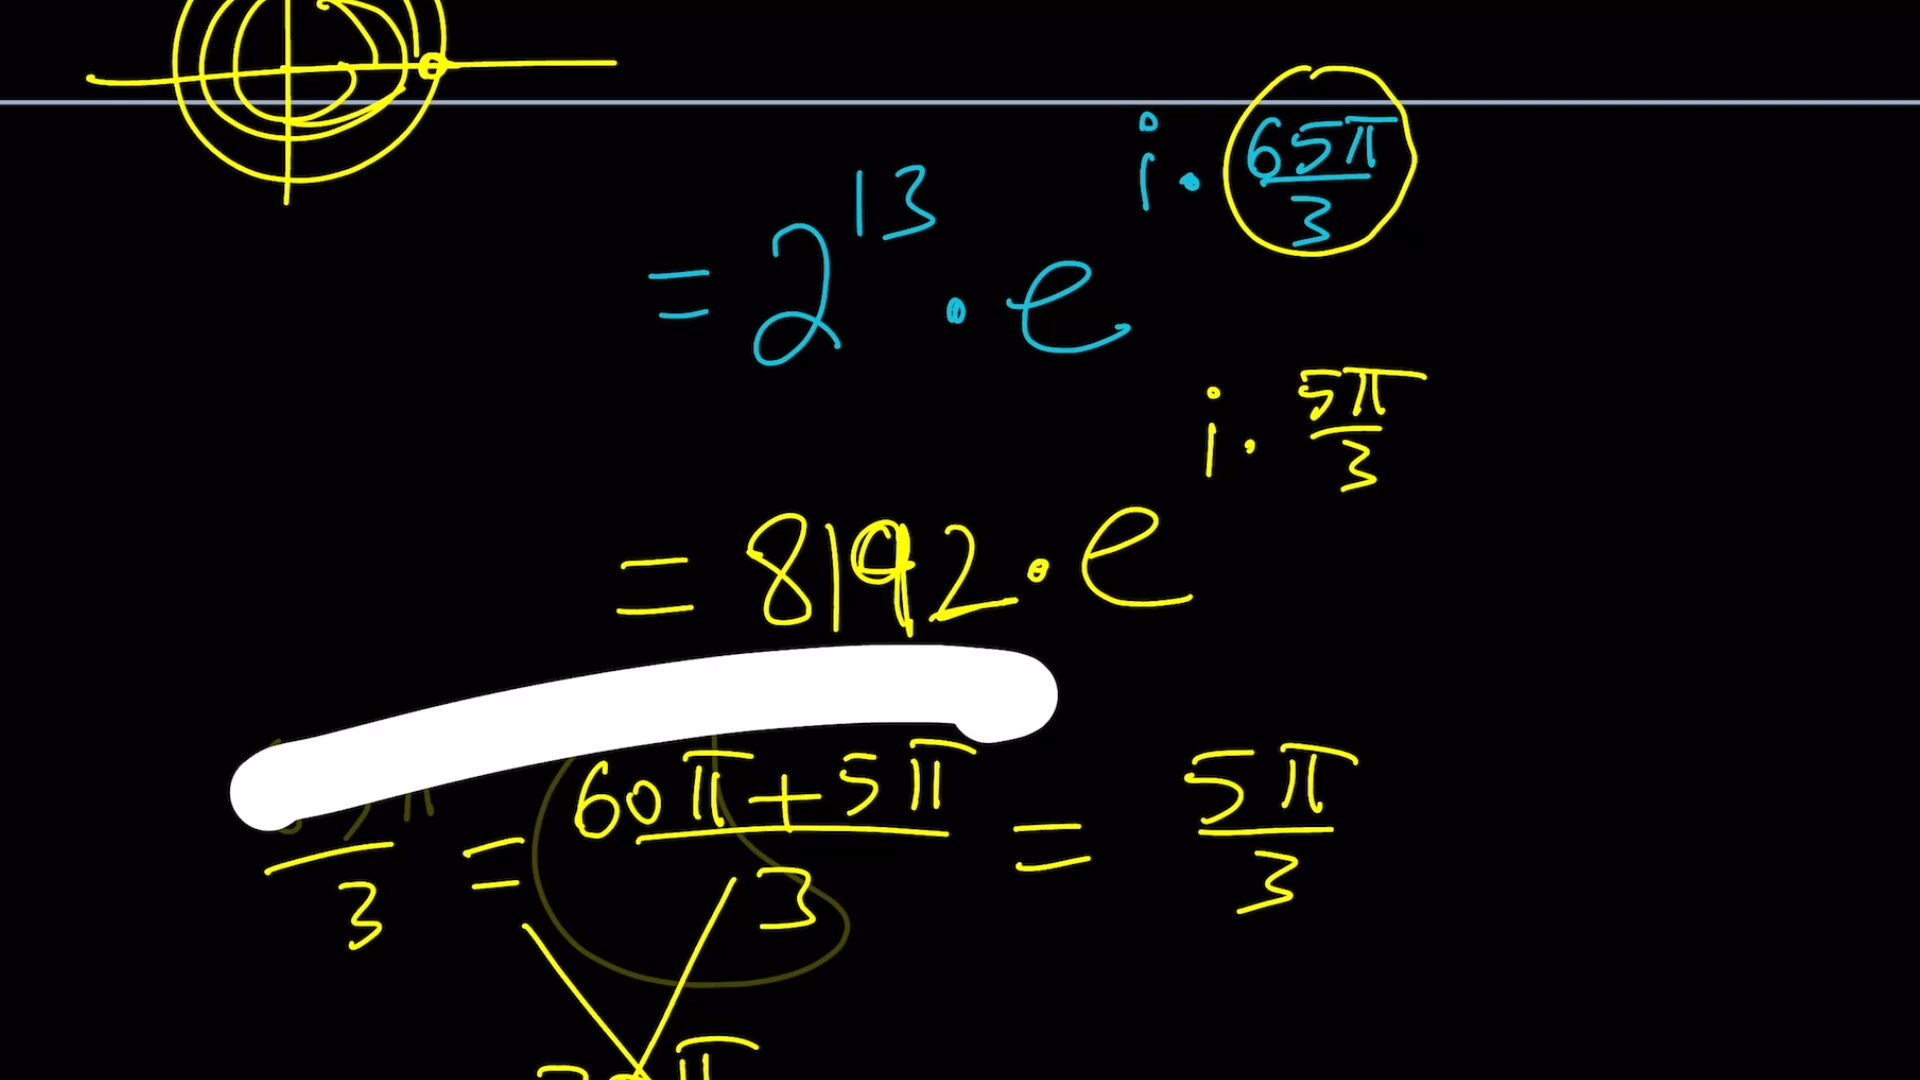 = 2^13 · e^(i · 65π/3)
= 8192 · e^(i · 5π/3)
/3 = (60π + 5π)/3 = 5π/3